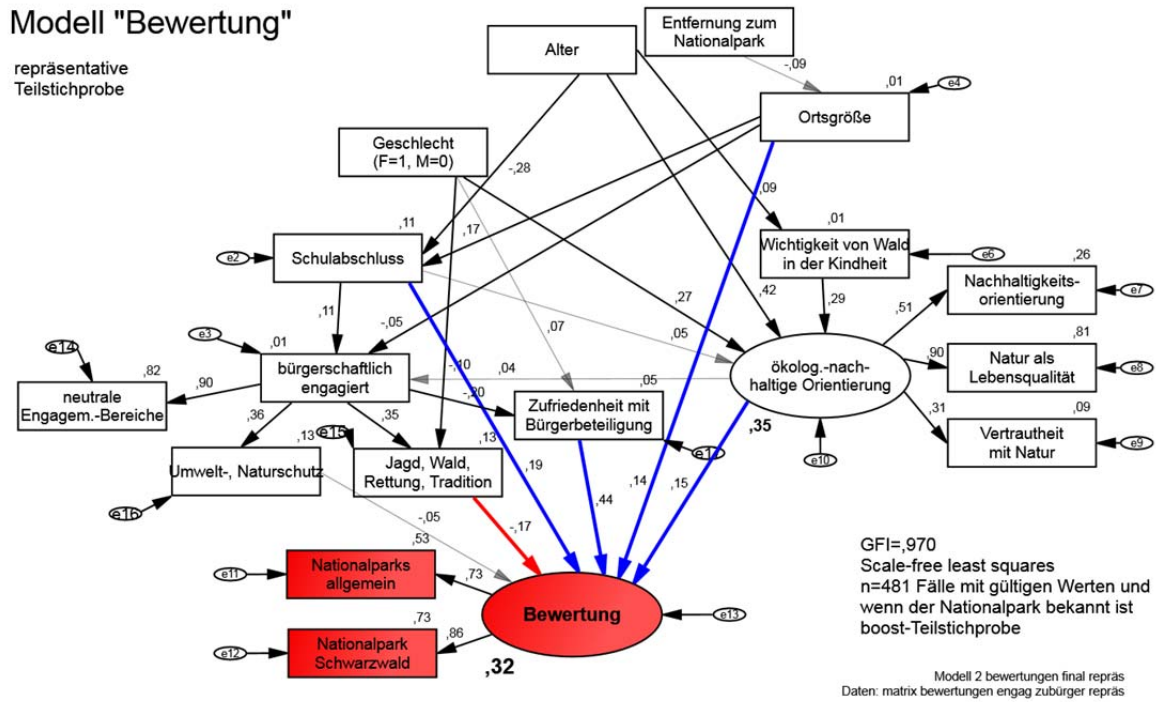 Modell "Bewertung"
repräsentative
Teilstichprobe
Entfernung zum
Nationalpark
Alter
-,09
,01
e4
Ortsgröße
Geschlecht
(F=1, M=0)
-,28
,09
,01
,11
,17
e2
Schulabschluss
Wichtigkeit von Wald
in der Kindheit
e6
,26
Nachhaltigkeits-
orientierung
e7
,27
,42
,29
,51
,11
-,05
,07
,05
e3
,01
,81
e14
bürgerschaftlich
engagiert
ökolog.-nach-
haltige Orientierung
,90
Natur als
Lebensqualität
e8
,82
,90
-,10
,04
,05
neutrale
Engagem.-Bereiche
-,20
Zufriedenheit mit
Bürgerbeteiligung
,36
,35
,31
,09
,35
e15
,13
,13
Vertrautheit
mit Natur
e9
e10
Umwelt-, Naturschutz
Jagd, Wald,
Rettung, Tradition
,19
,14
,15
,44
e16
-,05
-,17
,53
GFI=,970
Scale-free least squares
n=481 Fälle mit gültigen Werten und
wenn der Nationalpark bekannt ist
boost-Teilstichprobe
e11
Nationalparks
allgemein
,73
Bewertung
e13
,73
e12
Nationalpark
Schwarzwald
,86
,32
Modell 2 bewertungen final repräs
Daten: matrix bewertungen engag zubürger repräs